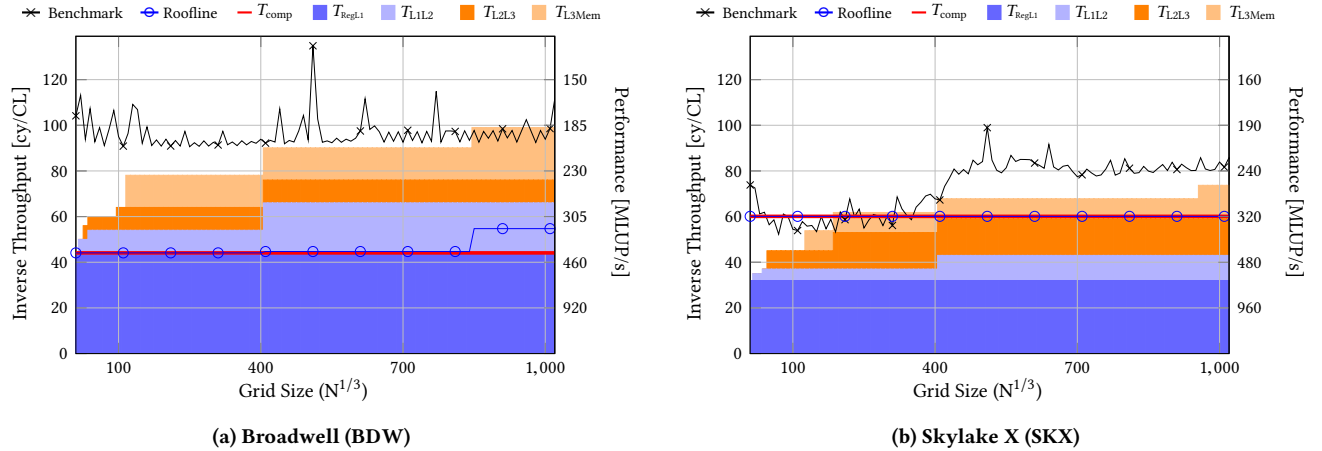 Benchmark Roofline T_comp T_RegL1 T_L1L2 T_L2L3 T_L3Mem
120
100
80
60
40
20
0
Inverse Throughput [cy/CL]
150
185
230
305
460
920
Performance [MLUP/s]
100 400 700 1,000
Grid Size (N^1/3)
(a) Broadwell (BDW)
Benchmark Roofline T_comp T_RegL1 T_L1L2 T_L2L3 T_L3Mem
120
100
80
60
40
20
0
Inverse Throughput [cy/CL]
160
190
240
320
480
960
Performance [MLUP/s]
100 400 700 1,000
Grid Size (N^1/3)
(b) Skylake X (SKX)